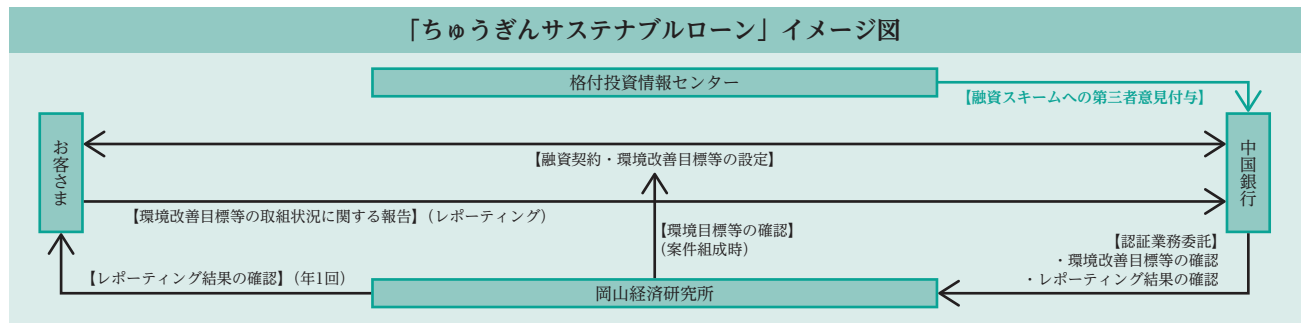 「ちゅうぎんサステナブルローン」イメージ図
格付投資情報センター
【融資スキームへの第三者意見付与】
お客さま
中国銀行
【融資契約・環境改善目標等の設定】
【環境改善目標等の取組状況に関する報告】（レポーティング）
【環境目標等の確認】
（案件組成時）
【認証業務委託】
・環境改善目標等の確認
・レポーティング結果の確認
【レポーティング結果の確認】（年1回）
岡山経済研究所